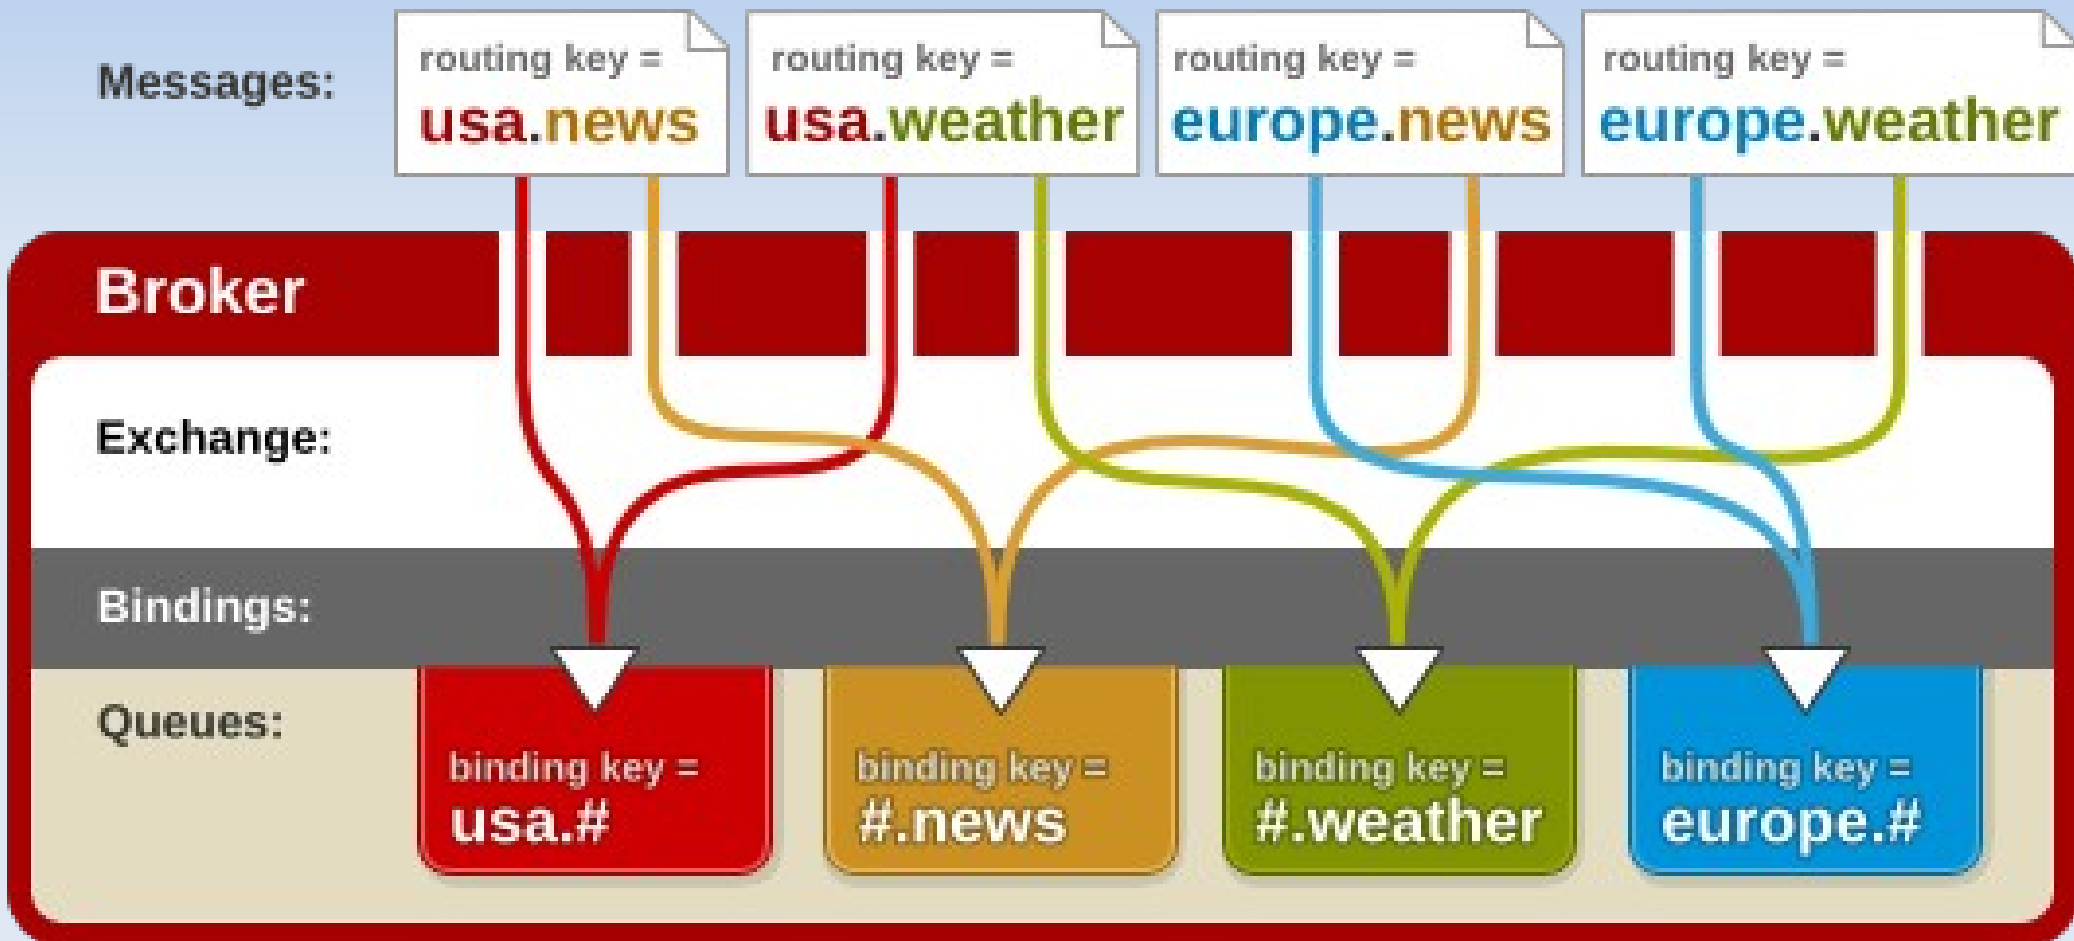 Messages:
routing key =
usa.news
routing key =
usa.weather
routing key =
europe.news
routing key =
europe.weather
Broker
Exchange:
Bindings:
Queues:
binding key =
usa.#
binding key =
#.news
binding key =
#.weather
binding key =
europe.#